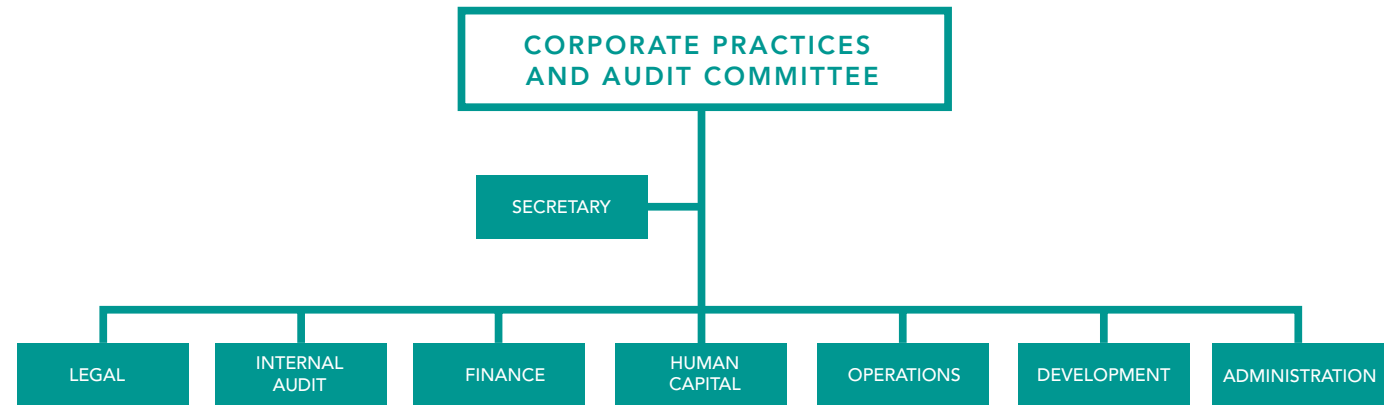 CORPORATE PRACTICES
AND AUDIT COMMITTEE
SECRETARY
LEGAL
INTERNAL
AUDIT
FINANCE
HUMAN
CAPITAL
OPERATIONS
DEVELOPMENT
ADMINISTRATION